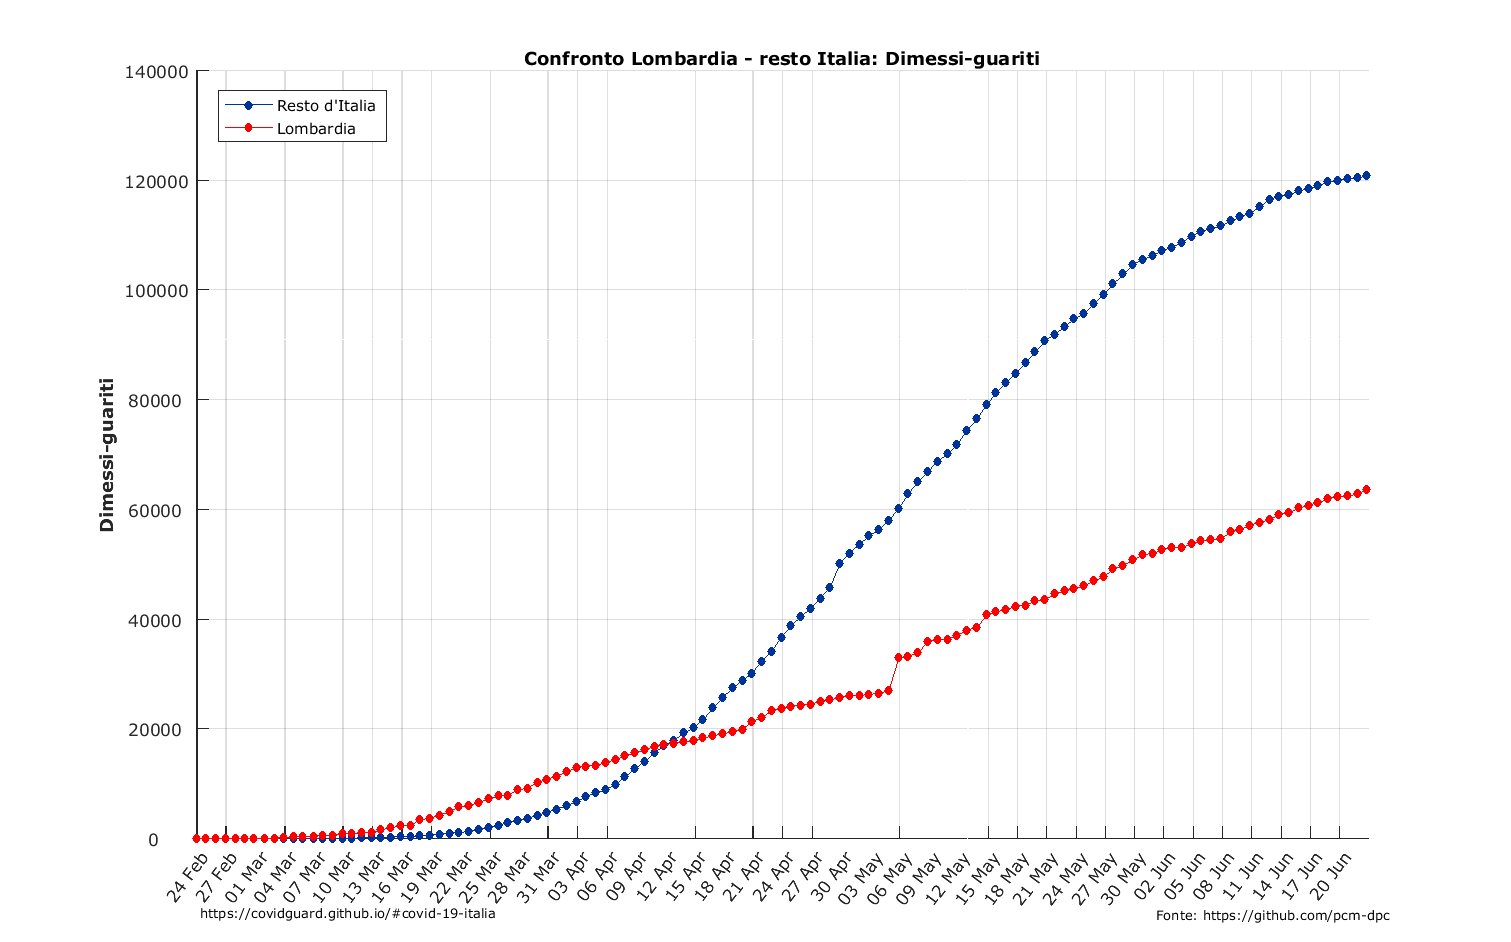 Confronto Lombardia - resto Italia: Dimessi-guariti
140000
120000
100000
80000
60000
40000
20000
0
Dimessi-guariti
Resto d'Italia
Lombardia
24 Feb
27 Feb
01 Mar
04 Mar
07 Mar
10 Mar
13 Mar
16 Mar
19 Mar
22 Mar
25 Mar
28 Mar
31 Mar
03 Apr
06 Apr
09 Apr
12 Apr
15 Apr
18 Apr
21 Apr
24 Apr
27 Apr
30 Apr
03 May
06 May
09 May
12 May
15 May
18 May
21 May
24 May
27 May
30 May
02 Jun
05 Jun
08 Jun
11 Jun
14 Jun
17 Jun
20 Jun
https://covidguard.github.io/#covid-19-italia
Fonte: https://github.com/pcm-dpc